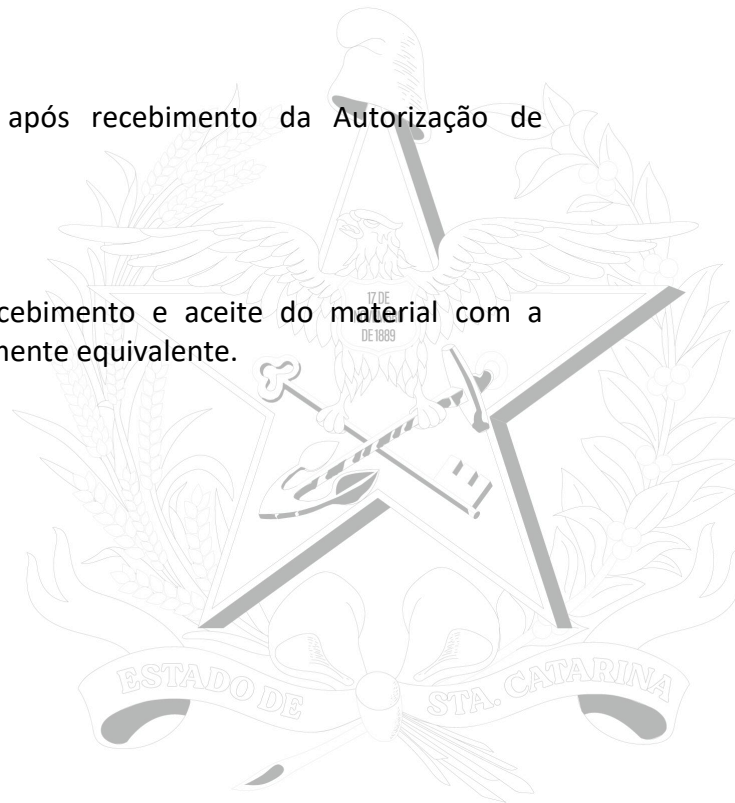 após recebimento da Autorização de
17 DE
cebimento e aceite do material com a
DE 1889
mente equivalente.
ESTADO DE STA. CATARINA